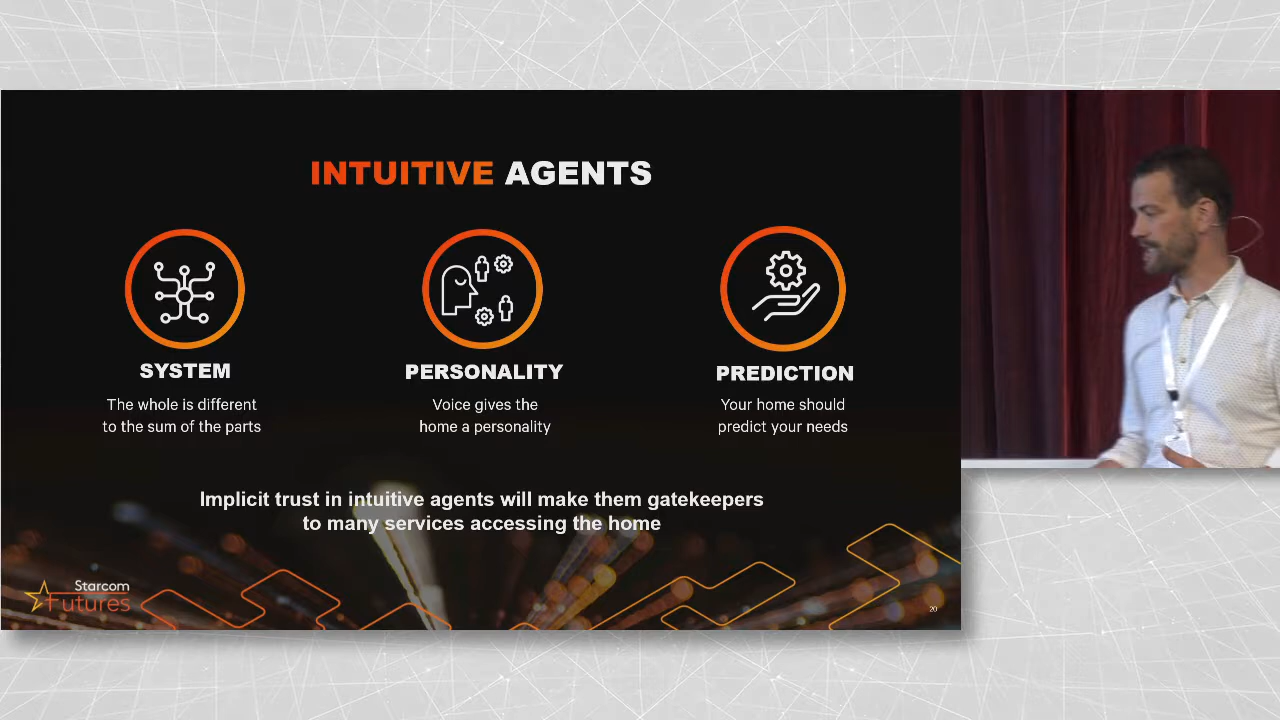 INTUITIVE AGENTS
SYSTEM
The whole is different
to the sum of the parts
PERSONALITY
Voice gives the
home a personality
PREDICTION
Your home should
predict your needs
Implicit trust in intuitive agents will make them gatekeepers
to many services accessing the home
Starcom
Futures
20